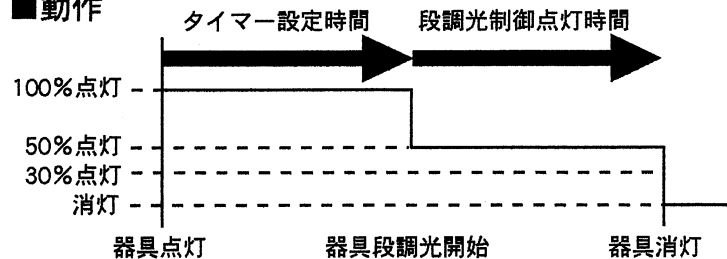 ■動作
タイマー設定時間 段調光制御点灯時間
100%点灯
50%点灯
30%点灯
消灯
器具点灯 器具段調光開始 器具消灯